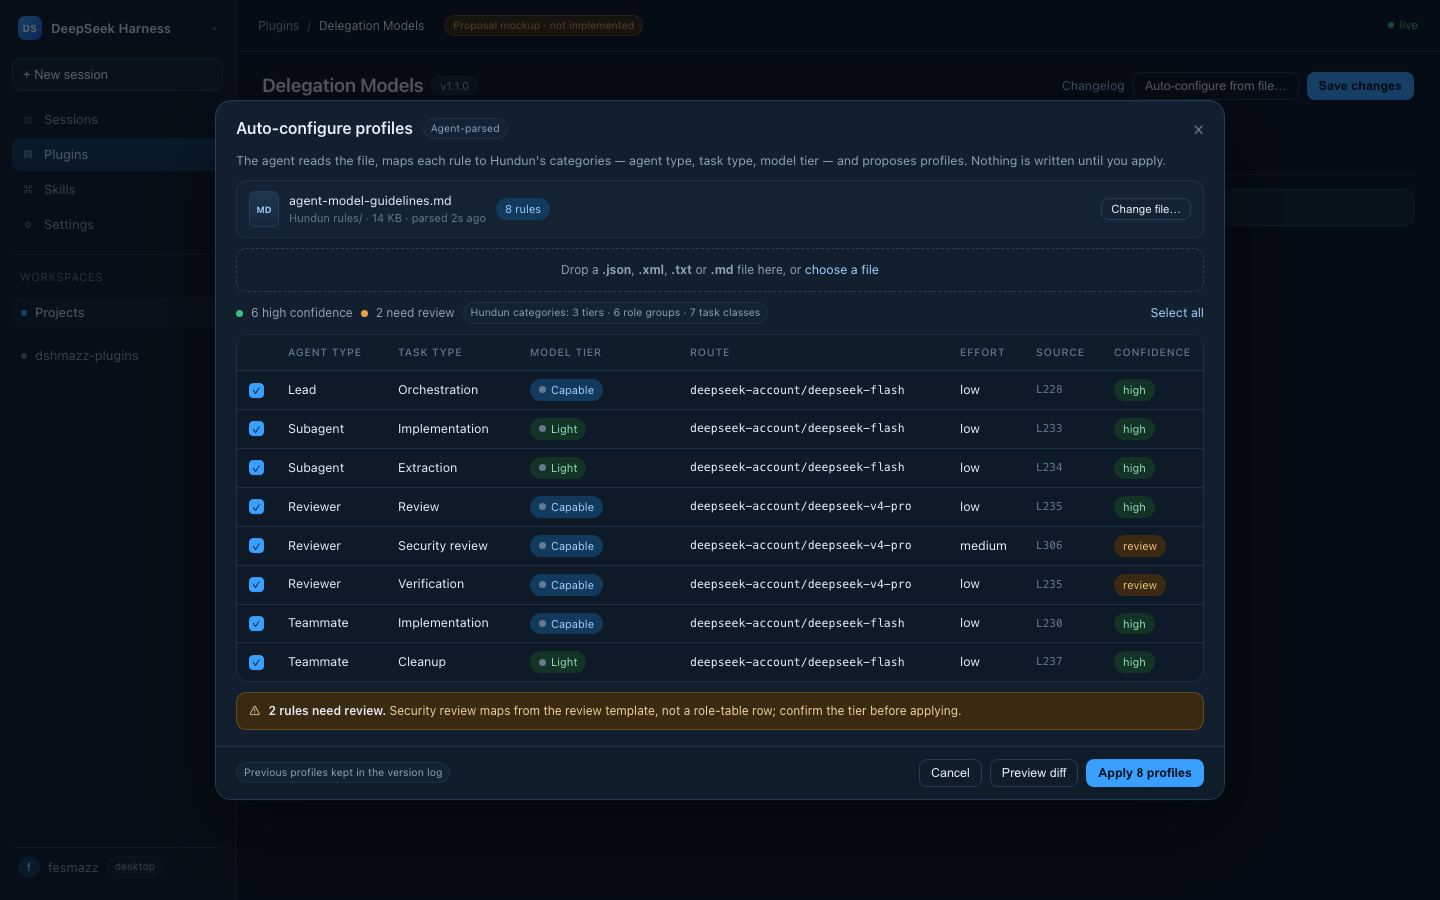 DS DeepSeek Harness
Plugins / Delegation Models Proposal mockup · not implemented live
+ New session
Delegation Models v1.1.0 Changelog Auto-configure from file... Save changes
Sessions
Plugins
Skills
Settings
WORKSPACES
Projects
dshmazz-plugins
f fesmazz desktop
Auto-configure profiles Agent-parsed ×
The agent reads the file, maps each rule to Hundun's categories — agent type, task type, model tier — and proposes profiles. Nothing is written until you apply.
MD agent-model-guidelines.md 8 rules Change file...
Hundun rules/ · 14 KB · parsed 2s ago
Drop a .json, .xml, .txt or .md file here, or choose a file
6 high confidence 2 need review Hundun categories: 3 tiers · 6 role groups · 7 task classes Select all
AGENT TYPE TASK TYPE MODEL TIER ROUTE EFFORT SOURCE CONFIDENCE
Lead Orchestration Capable deepseek-account/deepseek-flash low L228 high
Subagent Implementation Light deepseek-account/deepseek-flash low L233 high
Subagent Extraction Light deepseek-account/deepseek-flash low L234 high
Reviewer Review Capable deepseek-account/deepseek-v4-pro low L235 high
Reviewer Security review Capable deepseek-account/deepseek-v4-pro medium L306 review
Reviewer Verification Capable deepseek-account/deepseek-v4-pro low L235 review
Teammate Implementation Capable deepseek-account/deepseek-flash low L230 high
Teammate Cleanup Light deepseek-account/deepseek-flash low L237 high
⚠ 2 rules need review. Security review maps from the review template, not a role-table row; confirm the tier before applying.
Previous profiles kept in the version log Cancel Preview diff Apply 8 profiles